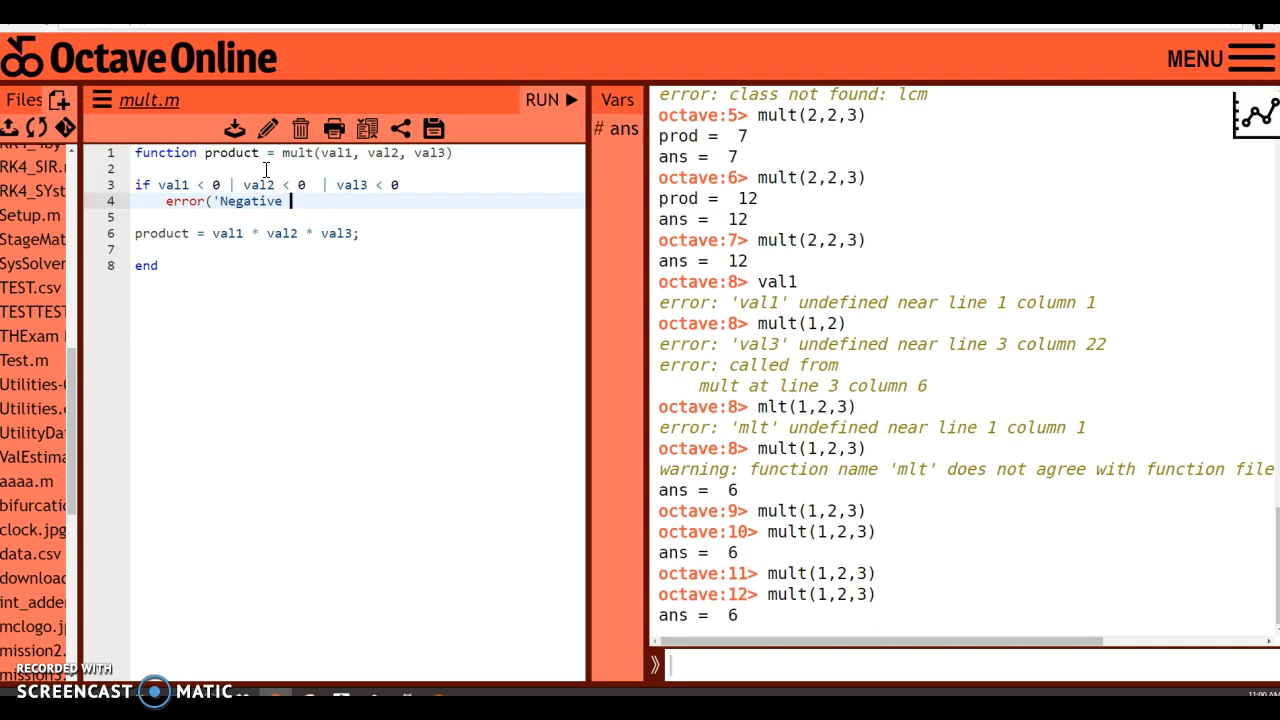 Octave Online
MENU
Files
mult.m
RUN
Vars
# ans
RK4_SIR.
RK4_SYst
Setup.m
StageMat
SysSolver
TEST.csv
TESTTEST
THExam
Test.m
Utilities-
Utilities.
UtilityDa
ValEstima
aaaa.m
bifurcatio
clock.jpg
data.csv
download
int_adder
mclogo.j
mission2.
mission3.
1 function product = mult(val1, val2, val3)
2
3 if val1 < 0 | val2 < 0 | val3 < 0
4 error('Negative
5
6 product = val1 * val2 * val3;
7
8 end
error: class not found: lcm
octave:5> mult(2,2,3)
prod = 7
ans = 7
octave:6> mult(2,2,3)
prod = 12
ans = 12
octave:7> mult(2,2,3)
ans = 12
octave:8> val1
error: 'val1' undefined near line 1 column 1
octave:8> mult(1,2)
error: 'val3' undefined near line 3 column 22
error: called from
mult at line 3 column 6
octave:8> mlt(1,2,3)
error: 'mlt' undefined near line 1 column 1
octave:8> mult(1,2,3)
warning: function name 'mlt' does not agree with function file
ans = 6
octave:9> mult(1,2,3)
octave:10> mult(1,2,3)
ans = 6
octave:11> mult(1,2,3)
octave:12> mult(1,2,3)
ans = 6
RECORDED WITH
SCREENCAST MATIC